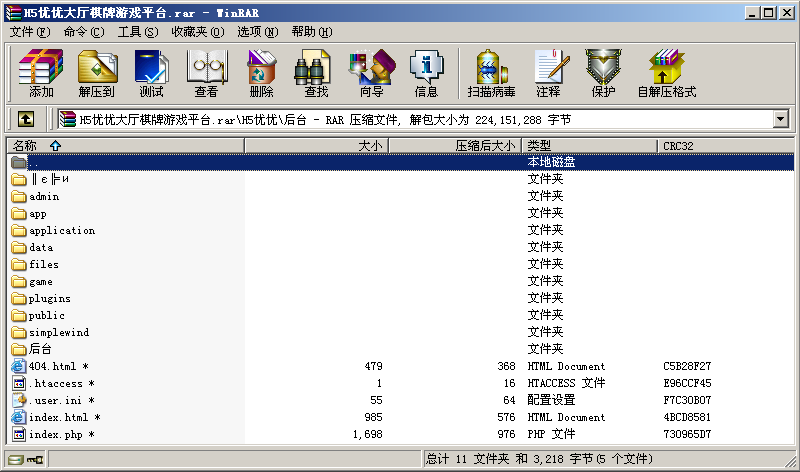 H5优优大厅棋牌游戏平台.rar - WinRAR
文件(F) 命令(C) 工具(S) 收藏夹(O) 选项(N) 帮助(H)
添加 解压到 测试 查看 删除 查找 向导 信息 扫描病毒 注释 保护 自解压格式
H5优优大厅棋牌游戏平台.rar\H5优优\后台 - RAR 压缩文件, 解包大小为 224,151,288 字节
名称 大小 压缩后大小 类型 CRC32
.. 本地磁盘
‖ε╠и 文件夹
admin 文件夹
app 文件夹
application 文件夹
data 文件夹
files 文件夹
game 文件夹
plugins 文件夹
public 文件夹
simplewind 文件夹
后台 文件夹
404.html * 479 368 HTML Document C5B28F27
.htaccess * 1 16 HTACCESS 文件 E96CCF45
.user.ini * 55 64 配置设置 F7C30B07
index.html * 985 576 HTML Document 4BCD8581
index.php * 1,698 976 PHP 文件 730965D7
总计 11 文件夹 和 3,218 字节(5 个文件)